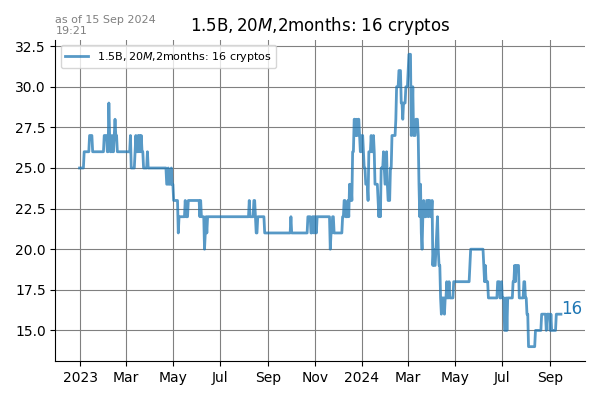 as of 15 Sep 2024
19:21
1.5B, 20M,2months: 16 cryptos
1.5B, 20M,2months: 16 cryptos
32.5
30.0
27.5
25.0
22.5
20.0
17.5
15.0
16
2023 Mar May Jul Sep Nov 2024 Mar May Jul Sep